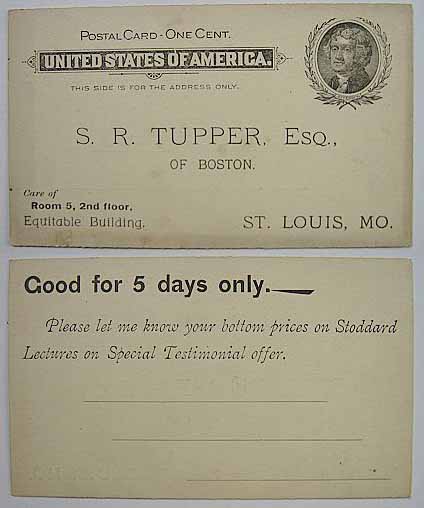 POSTAL CARD - ONE CENT.
UNITED STATES OF AMERICA.
THIS SIDE IS FOR THE ADDRESS ONLY.
S. R. TUPPER, ESQ.,
OF BOSTON.
Care of
Room 5, 2nd floor,
Equitable Building,
ST. LOUIS, MO.
Good for 5 days only.
Please let me know your bottom prices on Stoddard
Lectures on Special Testimonial offer.